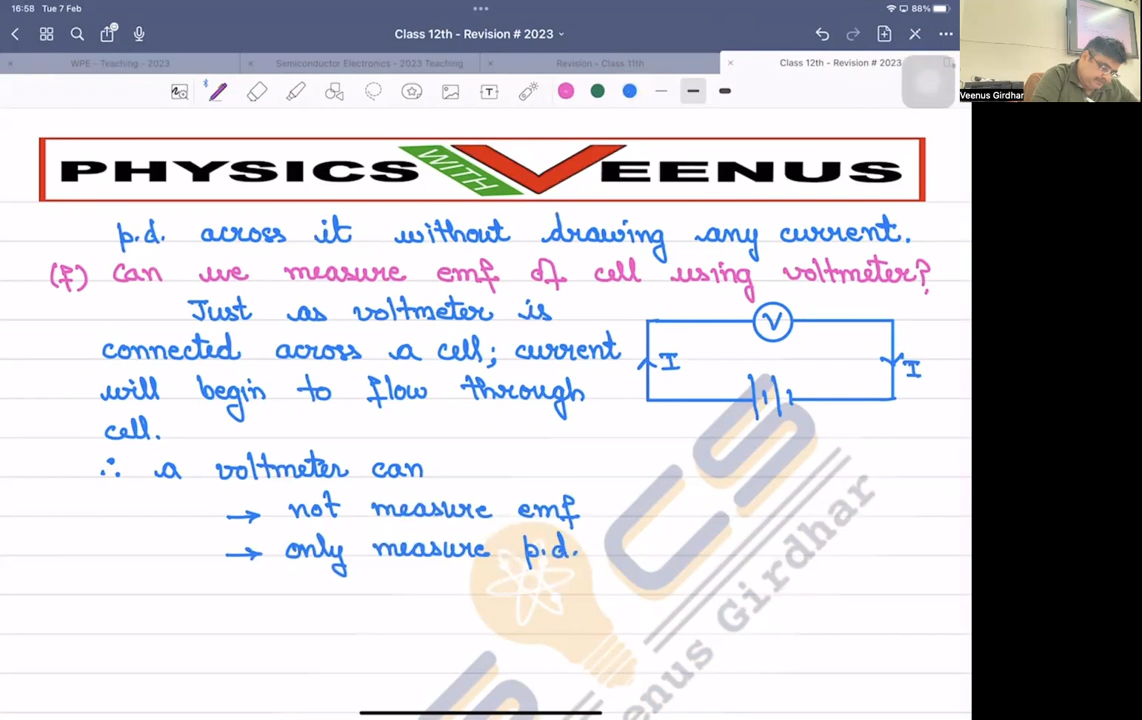 16:58 Tue 7 Feb
88%
Class 12th - Revision # 2023
WPE - Teaching - 2023
Semiconductor Electronics - 2023 Teaching
Revision - Class 11th
Class 12th - Revision # 2023
Veenus Girdhar
PHYSICS WITH VEENUS
p.d. across it without drawing any current.
(f) Can we measure emf of cell using voltmeter?
Just as voltmeter is
connected across a cell; current
will begin to flow through
cell.
∴ a voltmeter can
→ not measure emf
→ only measure p.d.
V
I
I
CS
Veenus Girdhar